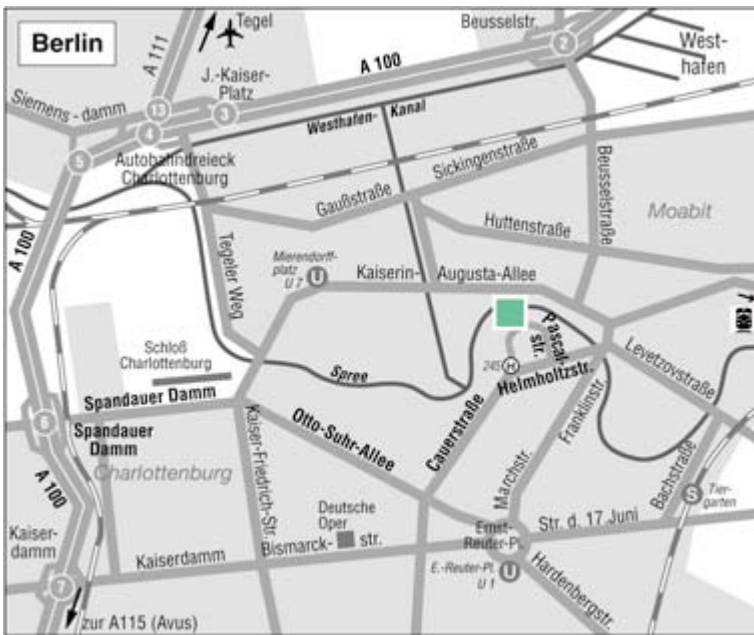 Berlin
A 111
Tegel
J.-Kaiser-
Platz
A 100
Beusselstr.
2
West-
hafen
Siemens - damm
13
3
4
5
Autobahndreieck
Charlottenburg
Westhafen-
Kanal
Sickingenstraße
Gaußstraße
Beusselstraße
Moabit
Huttenstraße
A 100
Tegeler Weg
Mierendorff-
platz
U 7
U
Kaiserin-
Augusta-Allee
Pascal-
str.
Schloß
Charlottenburg
Spree
245
H
Helmholtzstr.
Levetzovstraße
Spandauer Damm
6
Spandauer
Damm
Charlottenburg
Kaiser-Friedrich-Str.
Otto-Suhr-Allee
Cauerstraße
Franklinstr.
Marchstr.
Bachstraße
S
Tier-
garten
A 100
Kaiser-
damm
7
Kaiserdamm
Deutsche
Oper
Bismarck-
str.
Ernst-
Reuter-Pl.
Str. d. 17 Juni
E.-Reuter-Pl.
U 1
U
Hardenbergstr.
zur A115 (Avus)